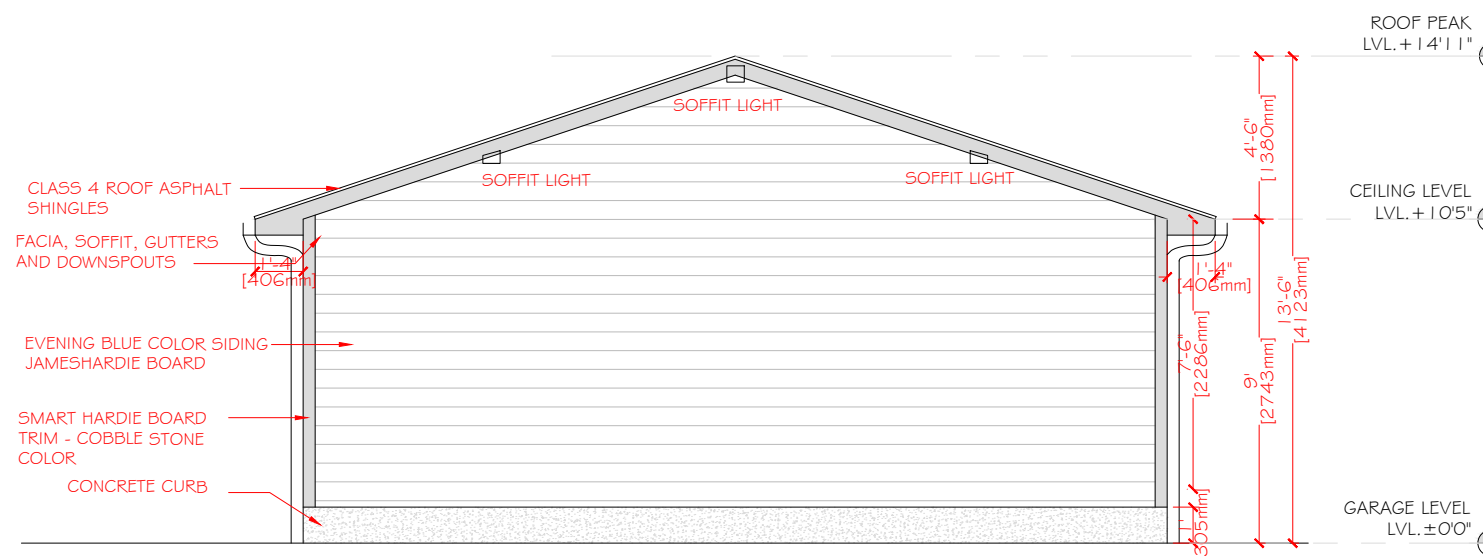 ROOF PEAK
LVL.+14'11"
SOFFIT LIGHT
4'-6"
[1380mm]
CLASS 4 ROOF ASPHALT
SHINGLES
SOFFIT LIGHT
SOFFIT LIGHT
CEILING LEVEL
LVL.+10'5"
FACIA, SOFFIT, GUTTERS
AND DOWNSPOUTS
1'-4"
[406mm]
1'-4"
[406mm]
13'-6"
[4123mm]
EVENING BLUE COLOR SIDING
JAMESHARDIE BOARD
7'-6"
[2286mm]
9'
[2743mm]
SMART HARDIE BOARD
TRIM - COBBLE STONE
COLOR
CONCRETE CURB
1'
305mm]
GARAGE LEVEL
LVL.±0'0"